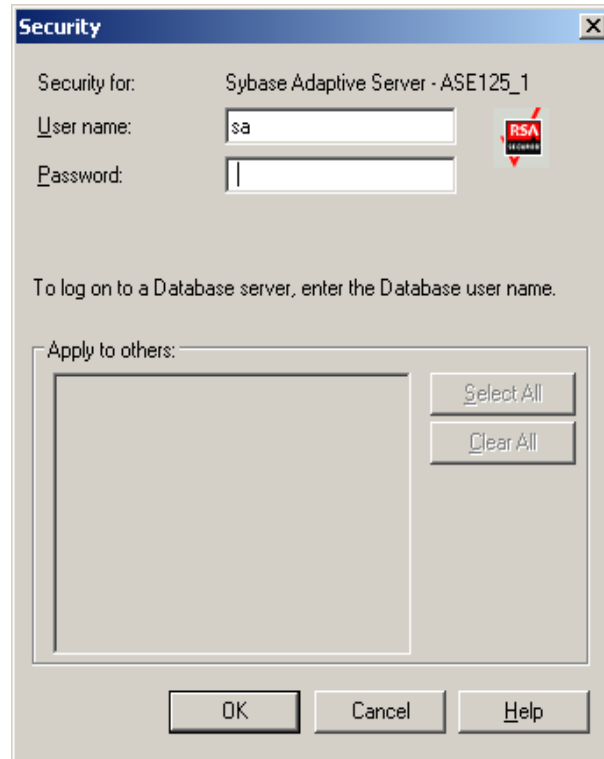 Security
Security for: Sybase Adaptive Server - ASE125_1
User name: sa
RSA
SECURED
Password:
To log on to a Database server, enter the Database user name.
Apply to others:
Select All
Clear All
OK Cancel Help